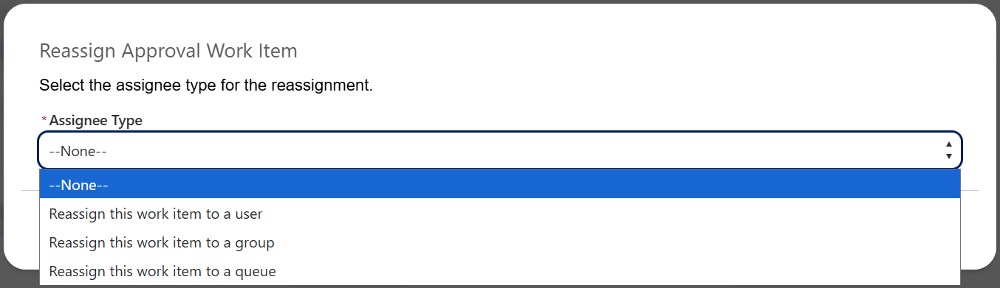 Reassign Approval Work Item
Select the assignee type for the reassignment.
* Assignee Type
--None--
--None--
Reassign this work item to a user
Reassign this work item to a group
Reassign this work item to a queue